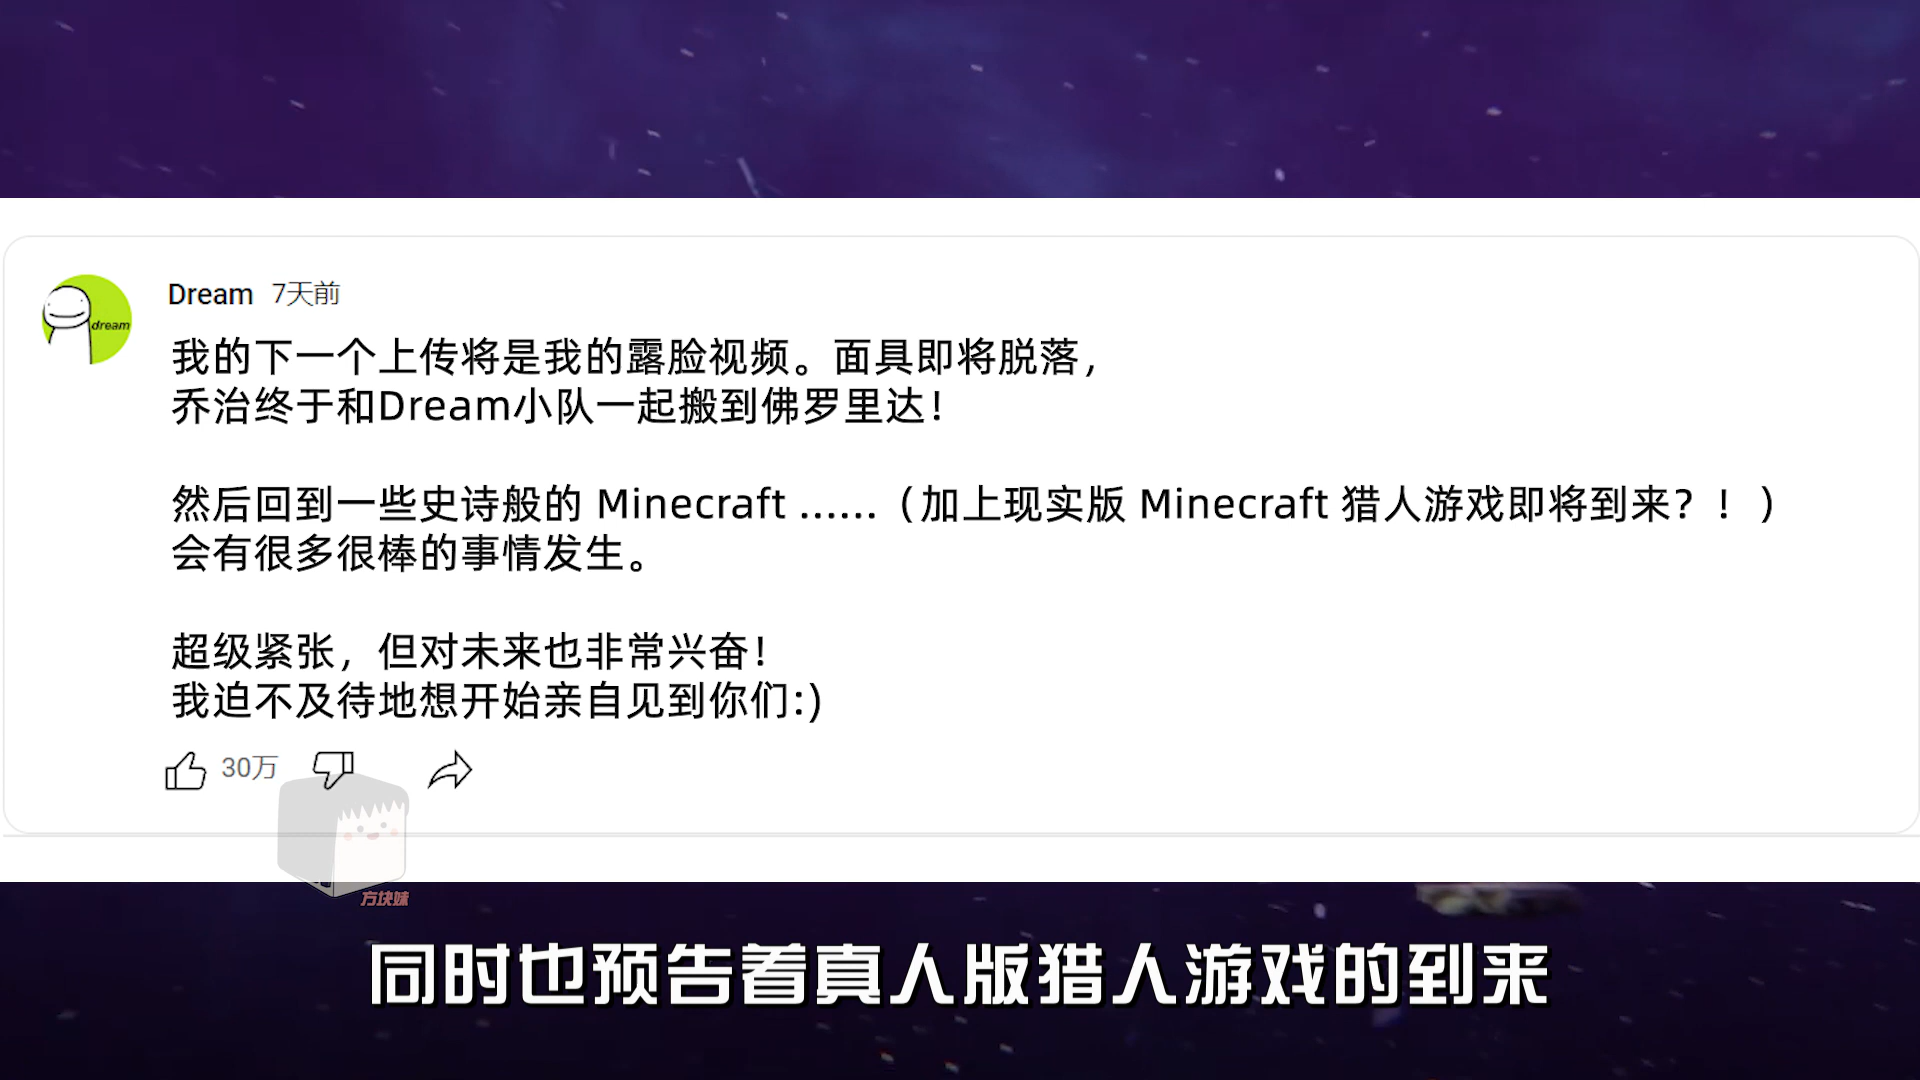 Dream 7天前
dream
我的下一个上传将是我的露脸视频。面具即将脱落，
乔治终于和Dream小队一起搬到佛罗里达！
然后回到一些史诗般的 Minecraft ......（加上现实版 Minecraft 猎人游戏即将到来？！）
会有很多很棒的事情发生。
超级紧张，但对未来也非常兴奋！
我迫不及待地想开始亲自见到你们:)
30万
方块妹
同时也预告着真人版猎人游戏的到来